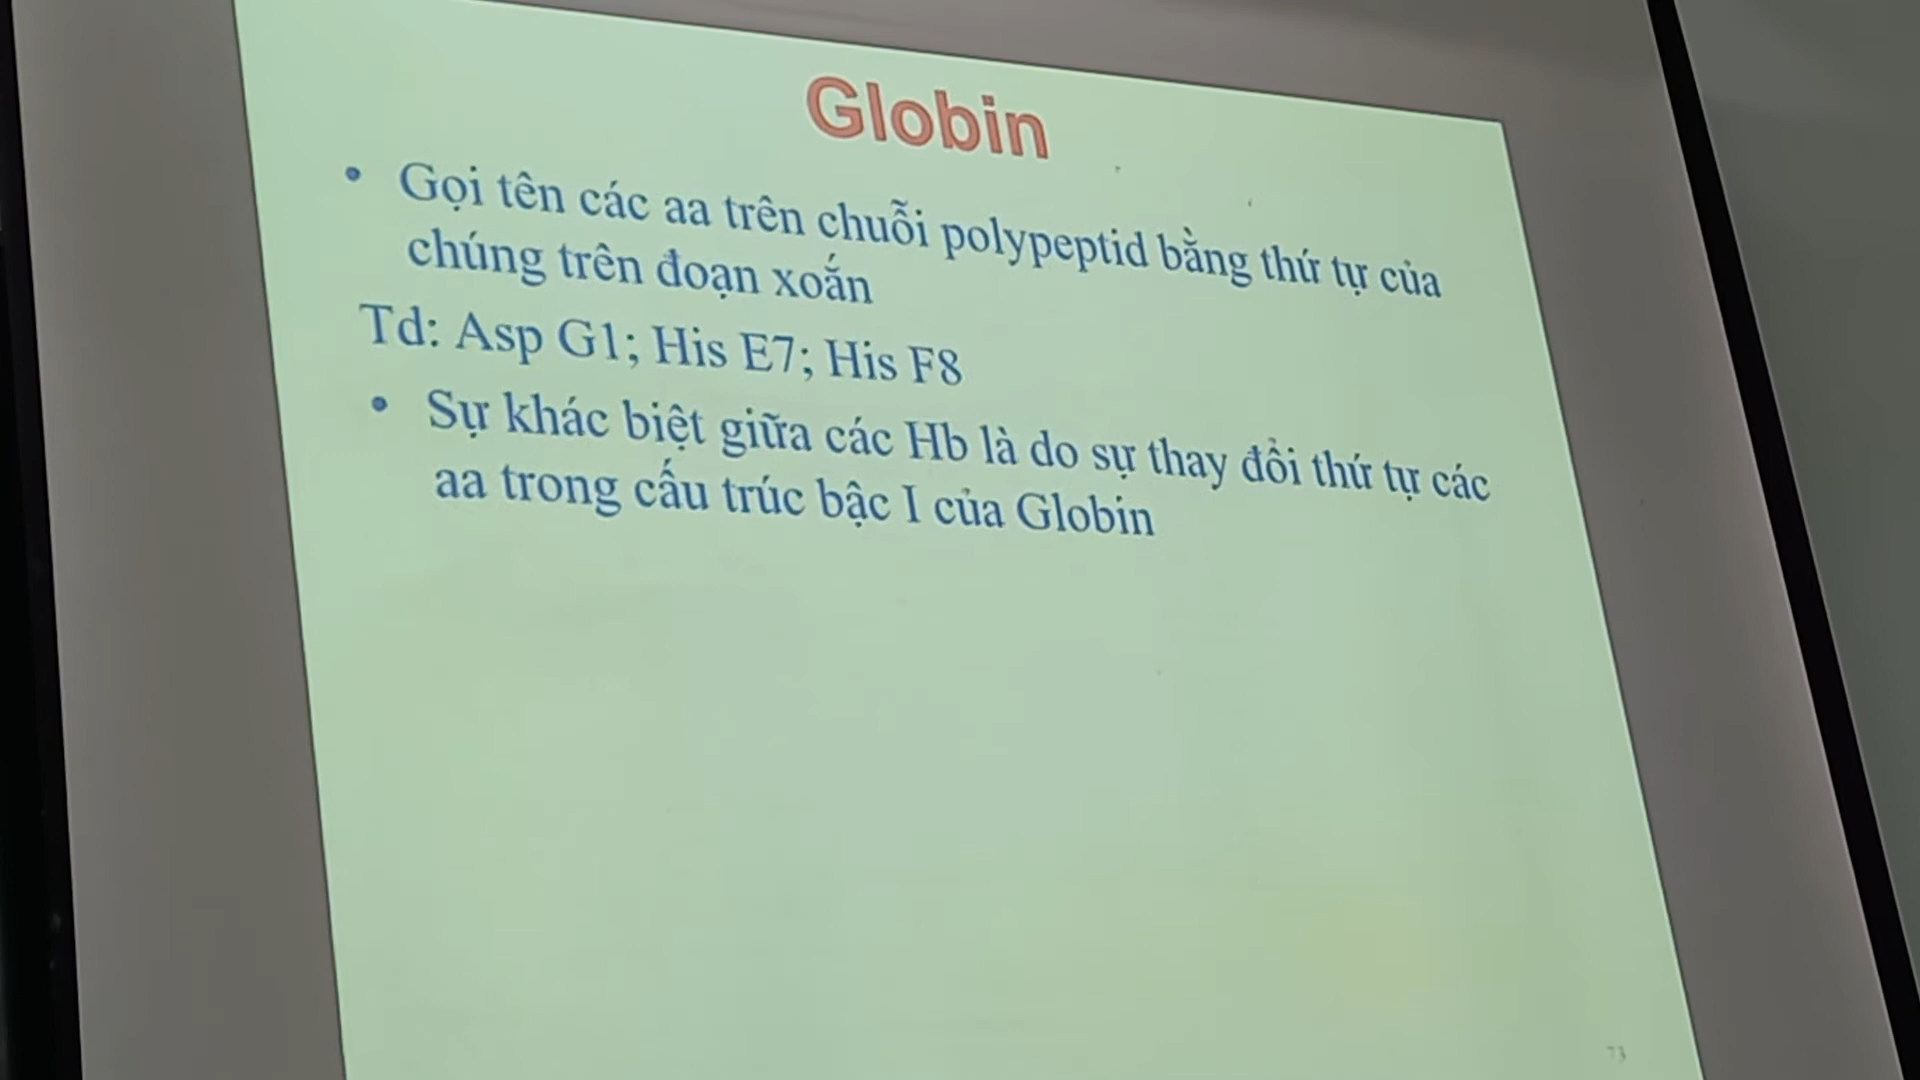 Globin
• Gọi tên các aa trên chuỗi polypeptid bằng thứ tự của
chúng trên đoạn xoắn
Td: Asp G1; His E7; His F8
• Sự khác biệt giữa các Hb là do sự thay đổi thứ tự các
aa trong cấu trúc bậc I của Globin
73